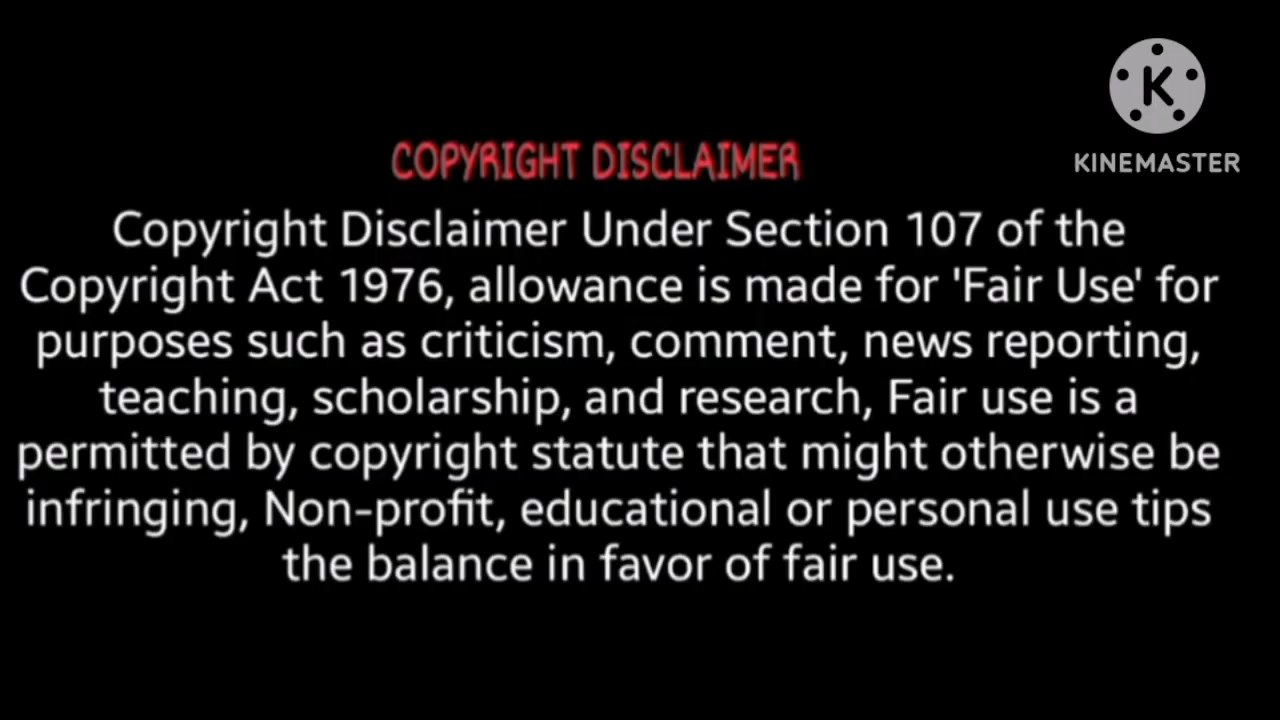 K
KINEMASTER
COPYRIGHT DISCLAIMER
Copyright Disclaimer Under Section 107 of the
Copyright Act 1976, allowance is made for 'Fair Use' for
purposes such as criticism, comment, news reporting,
teaching, scholarship, and research, Fair use is a
permitted by copyright statute that might otherwise be
infringing, Non-profit, educational or personal use tips
the balance in favor of fair use.